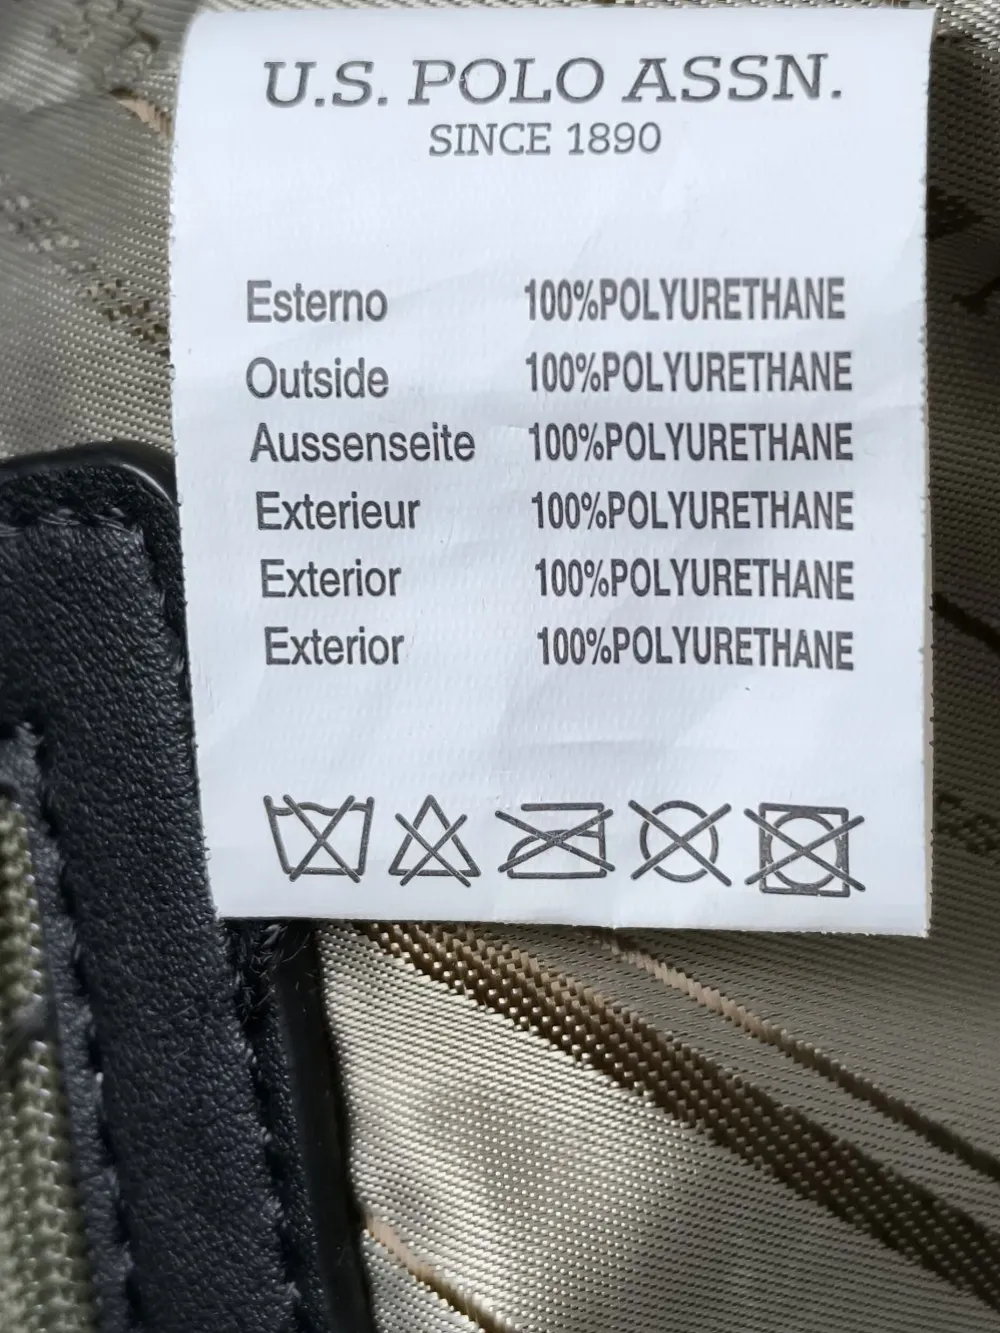 U.S. POLO ASSN.
SINCE 1890
Esterno 100%POLYURETHANE
Outside 100%POLYURETHANE
Aussenseite 100%POLYURETHANE
Exterieur 100%POLYURETHANE
Exterior 100%POLYURETHANE
Exterior 100%POLYURETHANE